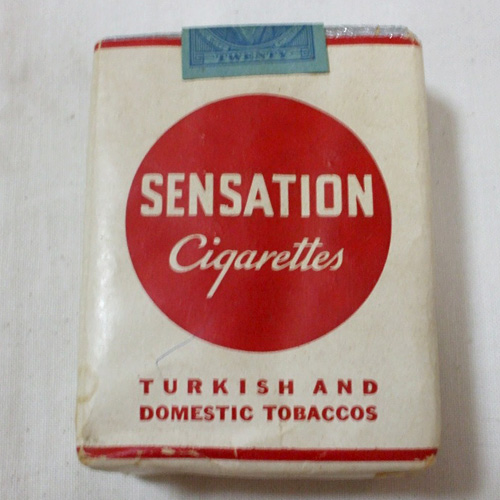 TWENTY
SENSATION
Cigarettes
TURKISH AND
DOMESTIC TOBACCOS